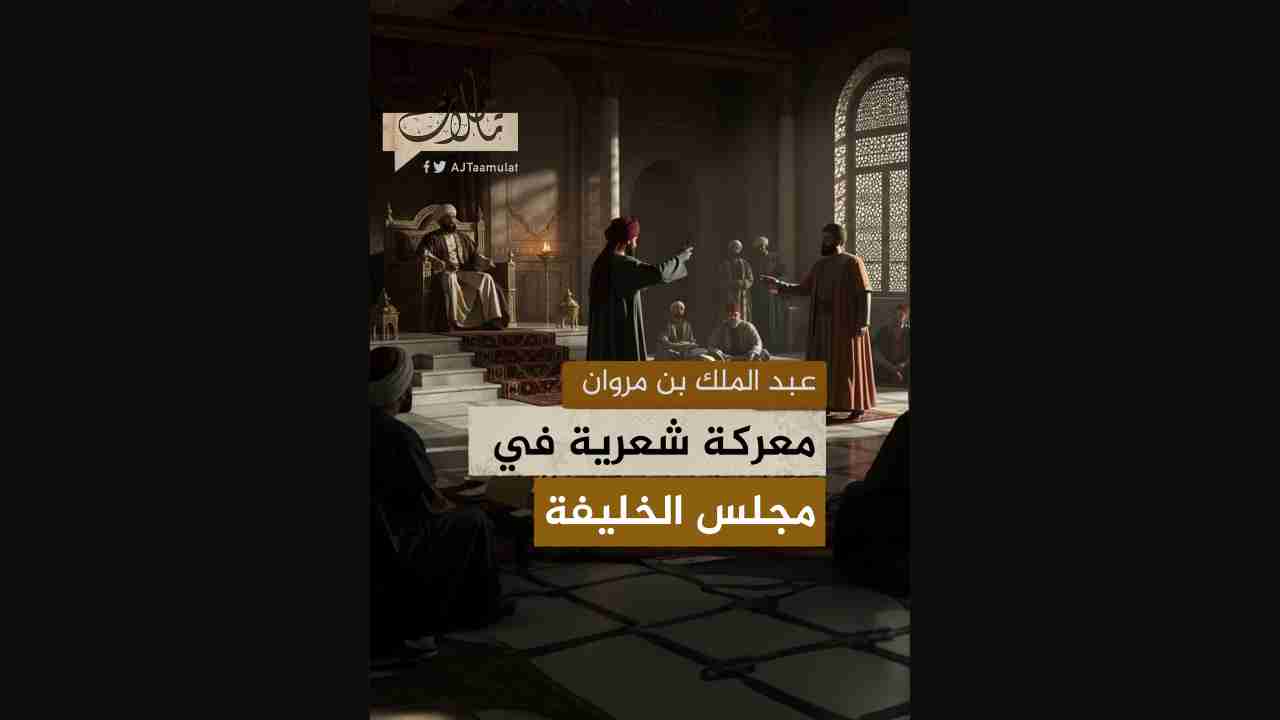 تأملات
AJTaamulat
عبد الملك بن مروان
معركة شعرية في
مجلس الخليفة